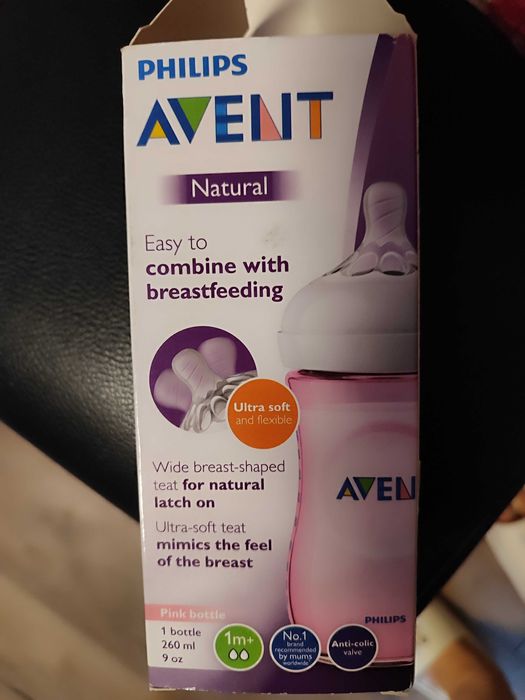 PHILIPS
AVENT
Natural
Easy to
combine with
breastfeeding
Ultra soft
and flexible
Wide breast-shaped
teat for natural
latch on
Ultra-soft teat
mimics the feel
of the breast
AVEN
PHILIPS
Pink bottle
1 bottle
260 ml
9 oz
1m+
No.1
brand
recommended
by mums
worldwide
Anti-colic
valve